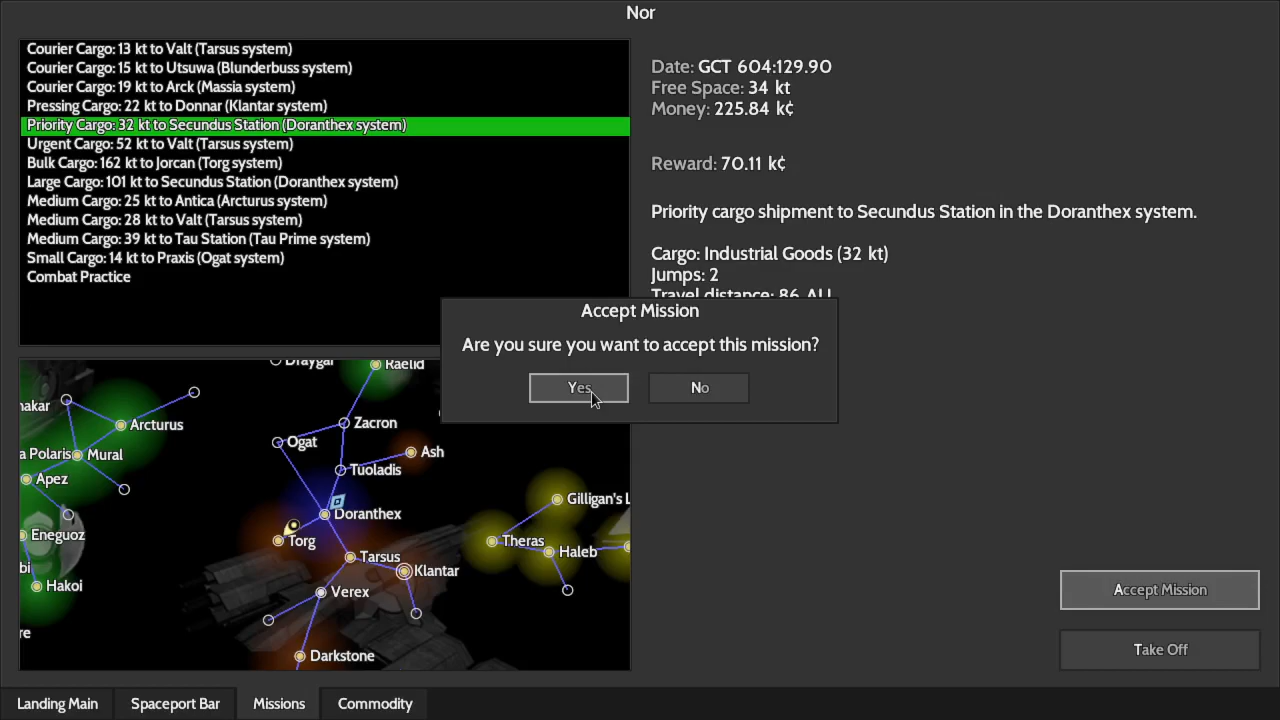 Nor
Courier Cargo: 13 kt to Valt (Tarsus system)
Courier Cargo: 15 kt to Utsuwa (Blunderbuss system)
Courier Cargo: 19 kt to Arck (Massia system)
Pressing Cargo: 22 kt to Donnar (Klantar system)
Priority Cargo: 32 kt to Secundus Station (Doranthex system)
Urgent Cargo: 52 kt to Valt (Tarsus system)
Bulk Cargo: 162 kt to Jorcan (Torg system)
Large Cargo: 101 kt to Secundus Station (Doranthex system)
Medium Cargo: 25 kt to Antica (Arcturus system)
Medium Cargo: 28 kt to Valt (Tarsus system)
Medium Cargo: 39 kt to Tau Station (Tau Prime system)
Small Cargo: 14 kt to Praxis (Ogat system)
Combat Practice
Date: GCT 604:129.90
Free Space: 34 kt
Money: 225.84 k¢
Reward: 70.11 k¢
Priority cargo shipment to Secundus Station in the Doranthex system.
Cargo: Industrial Goods (32 kt)
Jumps: 2
Travel distance: 86 AU
Accept Mission
Are you sure you want to accept this mission?
Yes
No
Draygar
Raelid
nakar
Arcturus
Zacron
Ogat
a Polaris
Mural
Ash
Tuoladis
Apez
Gilligan's L
Doranthex
Eneguoz
Torg
Theras
Haleb
Tarsus
bi
Klantar
Hakoi
Verex
re
Darkstone
Accept Mission
Take Off
Landing Main
Spaceport Bar
Missions
Commodity